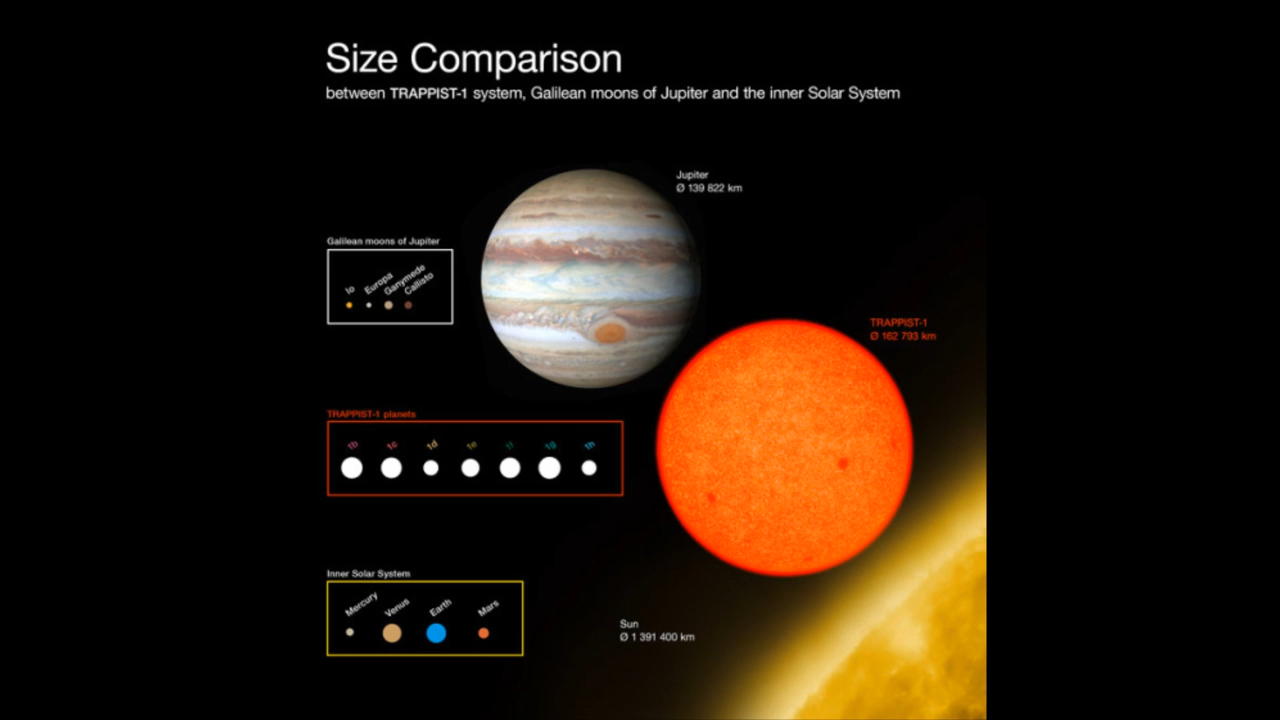 Size Comparison
between TRAPPIST-1 system, Galilean moons of Jupiter and the inner Solar System
Jupiter
Ø 139 822 km
Galilean moons of Jupiter
Io Europa Ganymede Callisto
TRAPPIST-1
Ø 162 793 km
TRAPPIST-1 planets
1b 1c 1d 1e 1f 1g 1h
Inner Solar System
Mercury Venus Earth Mars
Sun
Ø 1 391 400 km